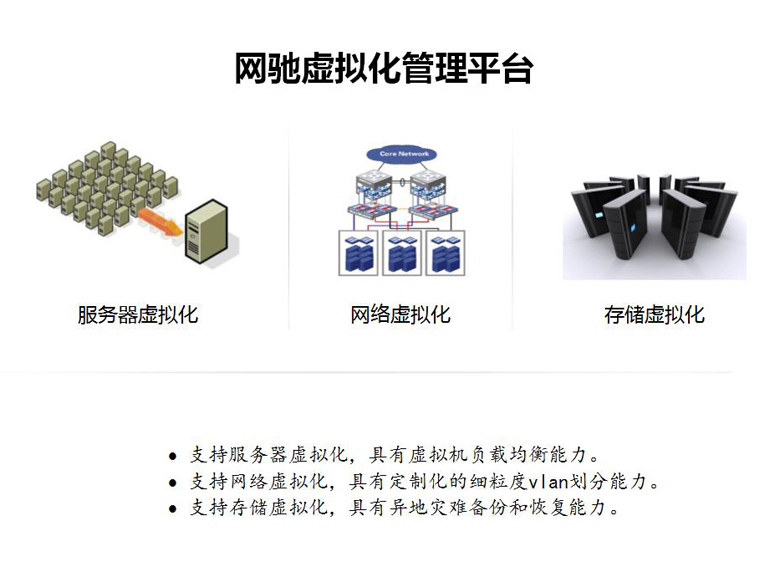 网驰虚拟化管理平台
Core Network
服务器虚拟化
网络虚拟化
存储虚拟化
● 支持服务器虚拟化，具有虚拟机负载均衡能力。
● 支持网络虚拟化，具有定制化的细粒度vlan划分能力。
● 支持存储虚拟化，具有异地灾难备份和恢复能力。